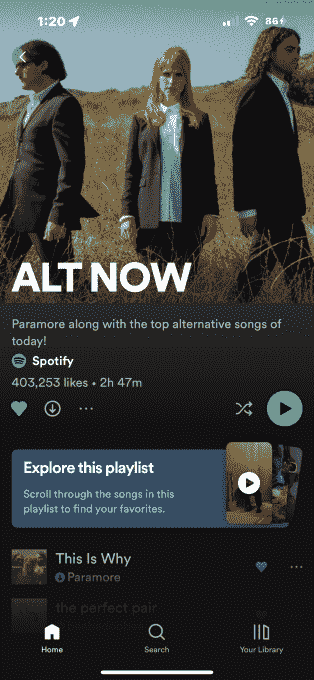 1:20
86
ALT NOW
Paramore along with the top alternative songs of
today!
Spotify
403,253 likes • 2h 47m
Explore this playlist
Scroll through the songs in this
playlist to find your favorites.
This Is Why
Paramore
the perfect pair
Home
Search
Your Library